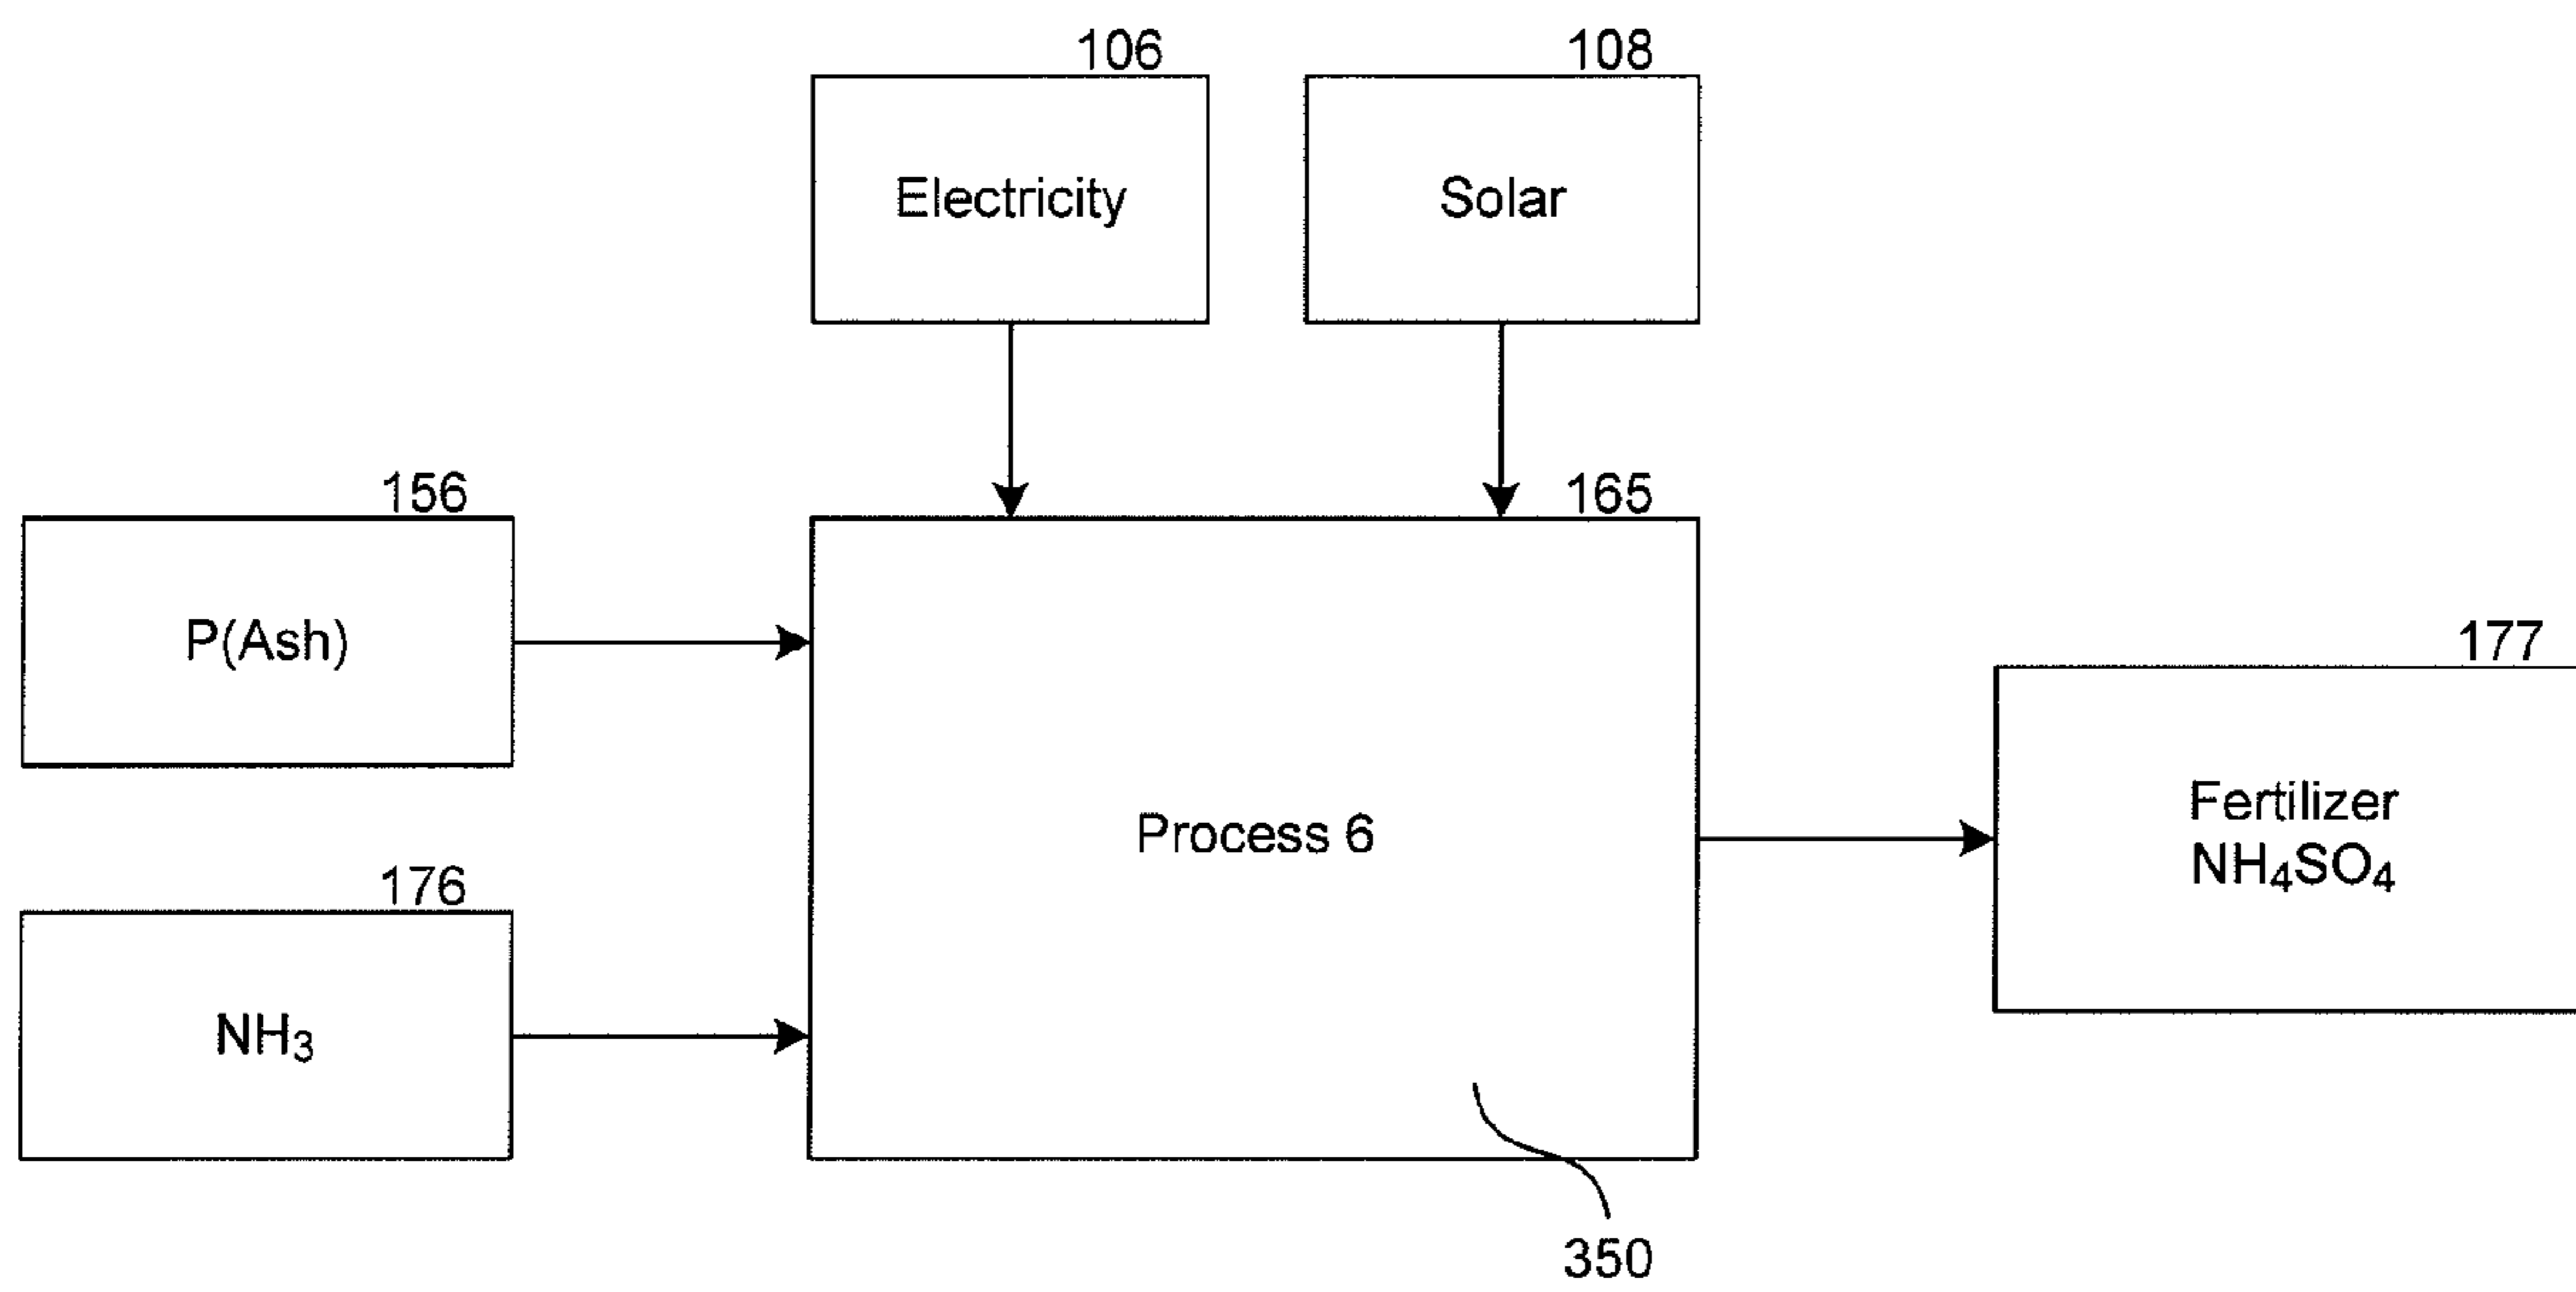 106
108
Electricity
Solar
156
165
P(Ash)
177
Process 6
Fertilizer
NH₄SO₄
176
NH₃
350